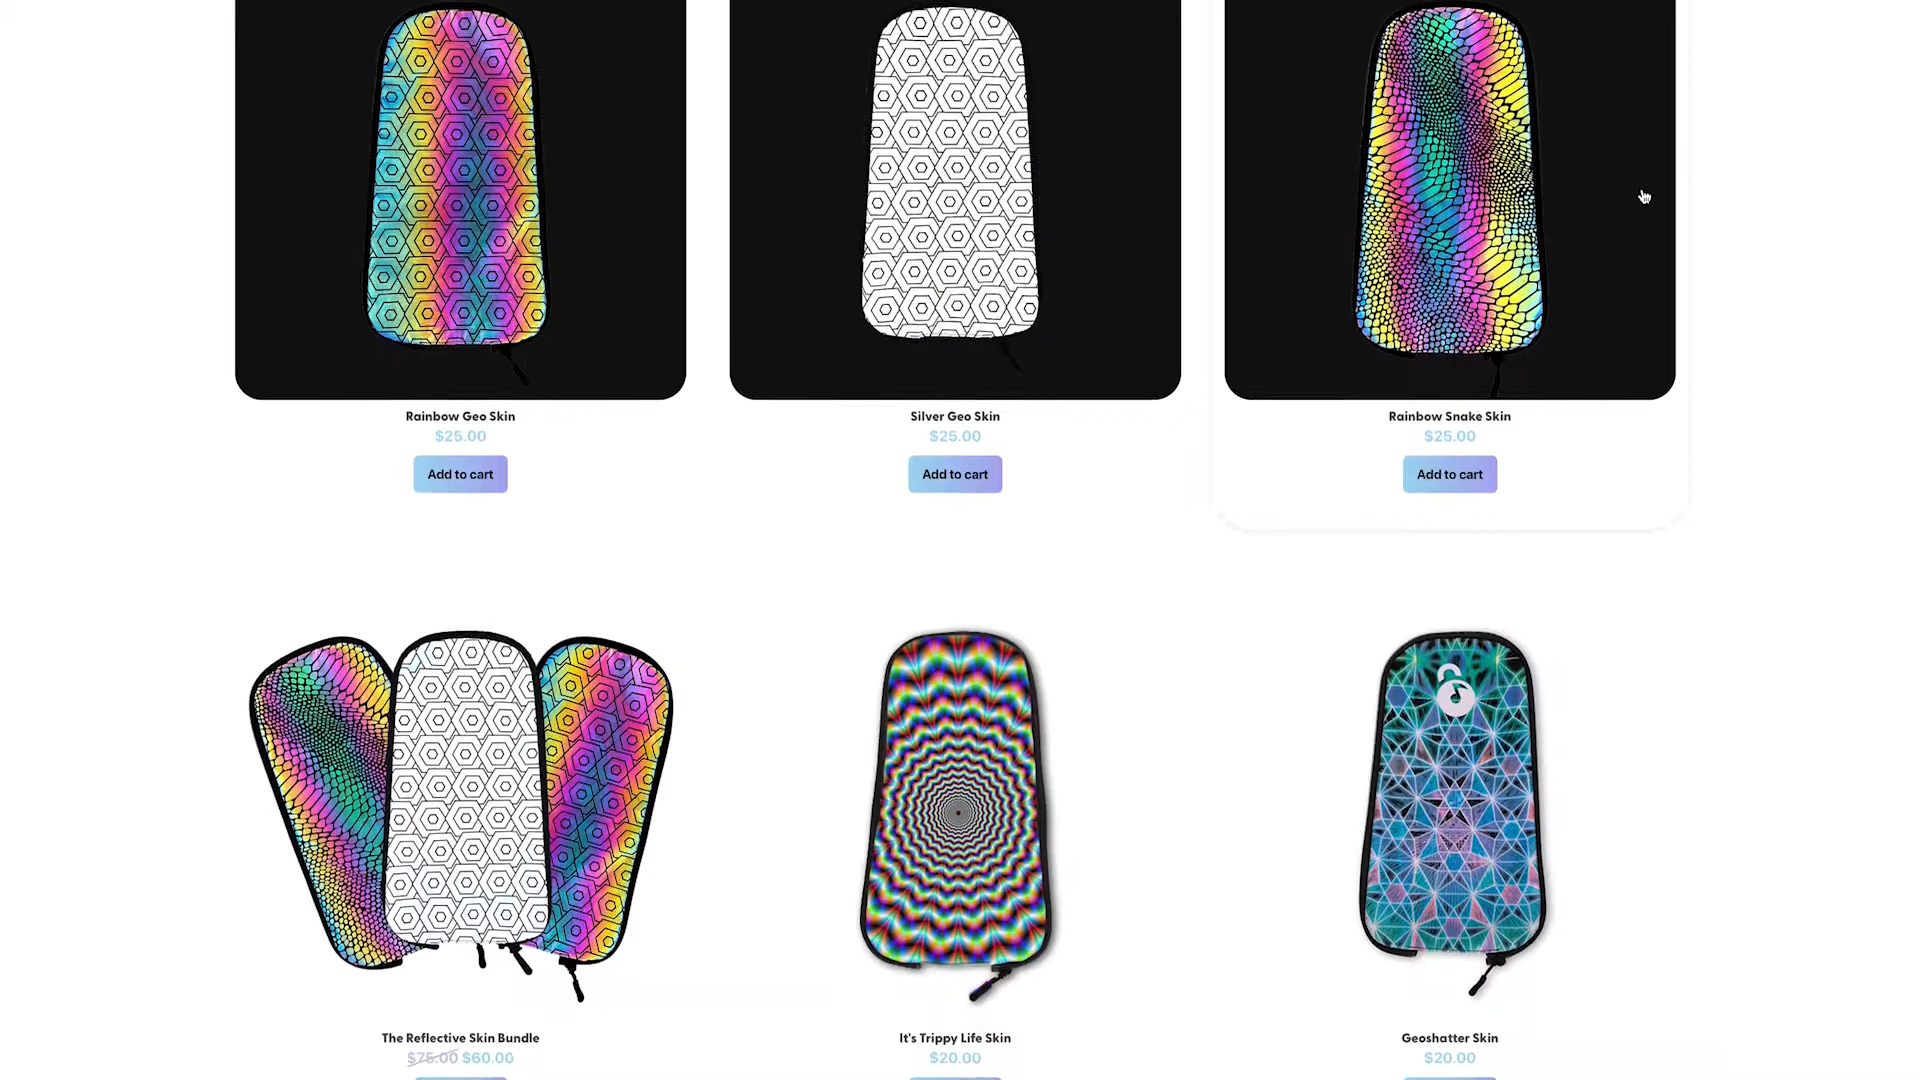 Rainbow Geo Skin
$25.00
Add to cart
Silver Geo Skin
$25.00
Add to cart
Rainbow Snake Skin
$25.00
Add to cart
The Reflective Skin Bundle
$75.00 $60.00
It's Trippy Life Skin
$20.00
Geoshatter Skin
$20.00